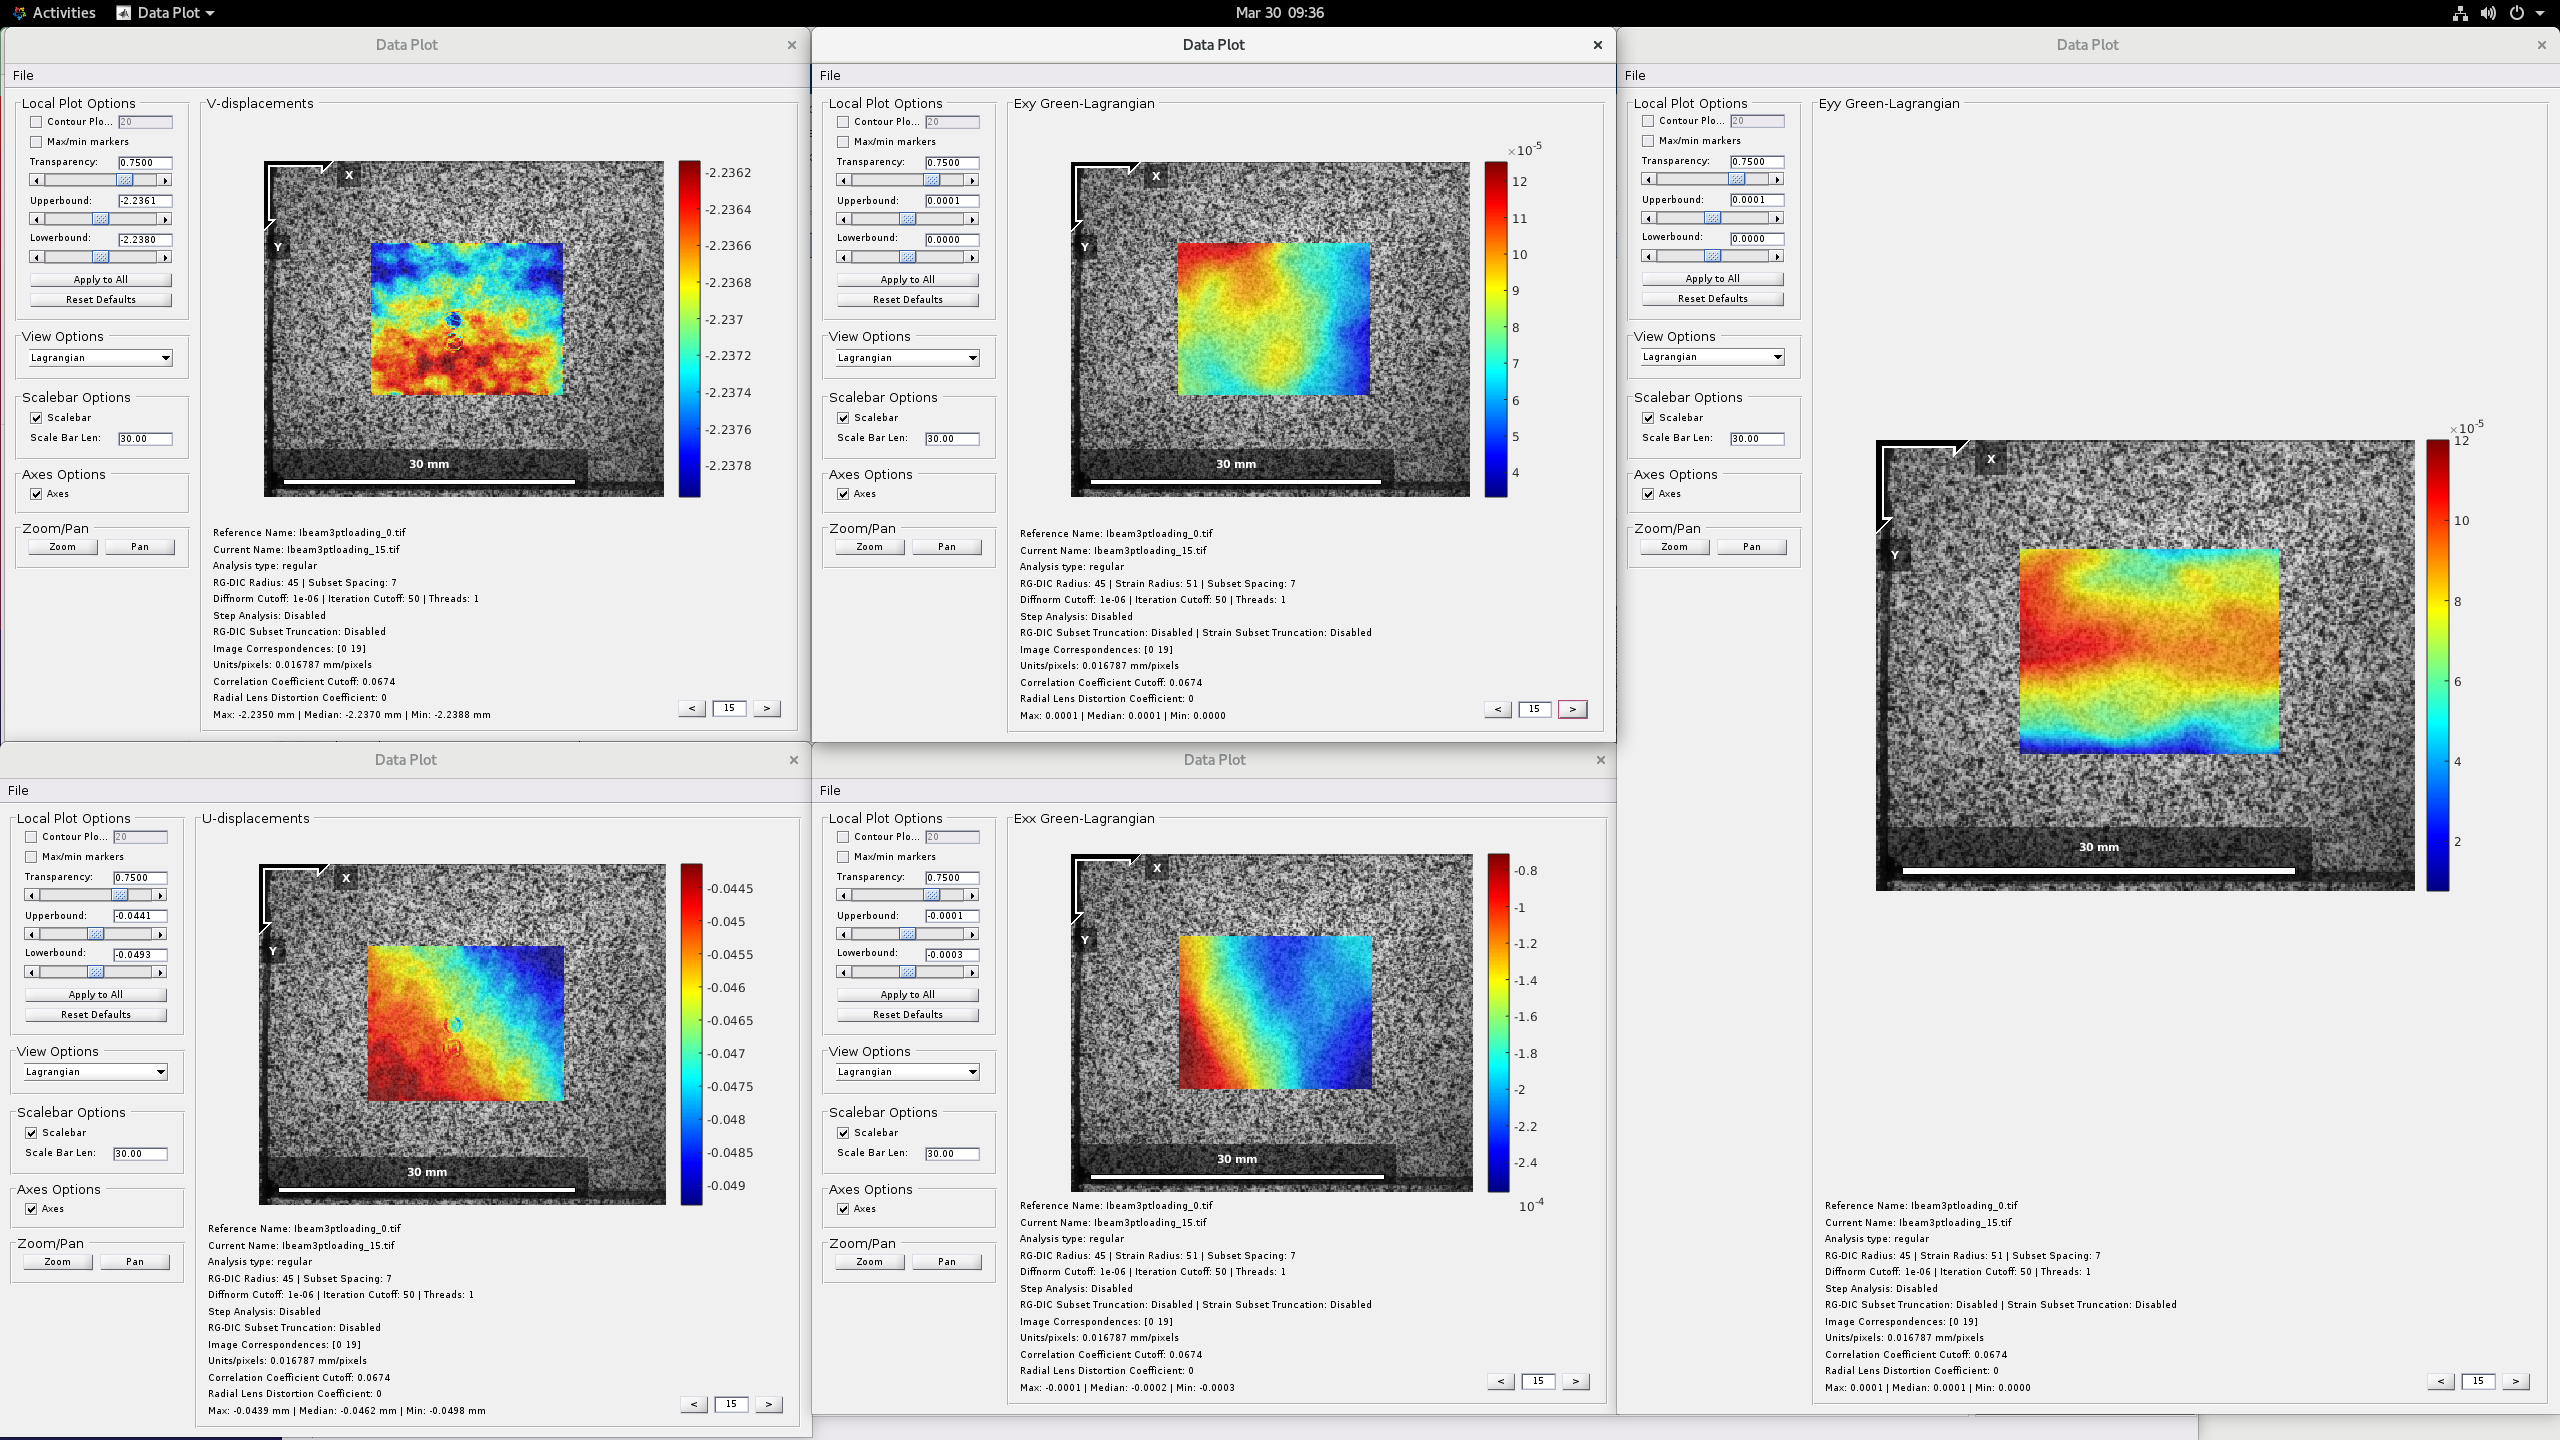 Activities Data Plot Mar 30 09:36
Data Plot
File
Local Plot Options
Contour Plo... 20
Max/min markers
Transparency: 0.7500
Upperbound: -2.2361
Lowerbound: -2.2380
Apply to All
Reset Defaults
View Options
Lagrangian
Scalebar Options
Scalebar
Scale Bar Len: 30.00
Axes Options
Axes
Zoom/Pan
Zoom Pan
V-displacements
X
Y
30 mm
-2.2362
-2.2364
-2.2366
-2.2368
-2.237
-2.2372
-2.2374
-2.2376
-2.2378
Reference Name: Ibeam3ptloading_0.tif
Current Name: Ibeam3ptloading_15.tif
Analysis type: regular
RG-DIC Radius: 45 | Subset Spacing: 7
Diffnorm Cutoff: 1e-06 | Iteration Cutoff: 50 | Threads: 1
Step Analysis: Disabled
RG-DIC Subset Truncation: Disabled
Image Correspondences: [0 19]
Units/pixels: 0.016787 mm/pixels
Correlation Coefficient Cutoff: 0.0674
Radial Lens Distortion Coefficient: 0
Max: -2.2350 mm | Median: -2.2370 mm | Min: -2.2388 mm
< 15 >
Data Plot
File
Local Plot Options
Contour Plo... 20
Max/min markers
Transparency: 0.7500
Upperbound: 0.0001
Lowerbound: 0.0000
Apply to All
Reset Defaults
View Options
Lagrangian
Scalebar Options
Scalebar
Scale Bar Len: 30.00
Axes Options
Axes
Zoom/Pan
Zoom Pan
Exy Green-Lagrangian
X
Y
30 mm
×10-5
12
11
10
9
8
7
6
5
4
Reference Name: Ibeam3ptloading_0.tif
Current Name: Ibeam3ptloading_15.tif
Analysis type: regular
RG-DIC Radius: 45 | Strain Radius: 51 | Subset Spacing: 7
Diffnorm Cutoff: 1e-06 | Iteration Cutoff: 50 | Threads: 1
Step Analysis: Disabled
RG-DIC Subset Truncation: Disabled | Strain Subset Truncation: Disabled
Image Correspondences: [0 19]
Units/pixels: 0.016787 mm/pixels
Correlation Coefficient Cutoff: 0.0674
Radial Lens Distortion Coefficient: 0
Max: 0.0001 | Median: 0.0001 | Min: 0.0000
< 15 >
Data Plot
File
Local Plot Options
Contour Plo... 20
Max/min markers
Transparency: 0.7500
Upperbound: 0.0001
Lowerbound: 0.0000
Apply to All
Reset Defaults
View Options
Lagrangian
Scalebar Options
Scalebar
Scale Bar Len: 30.00
Axes Options
Axes
Zoom/Pan
Zoom Pan
Eyy Green-Lagrangian
X
Y
30 mm
×10-5
12
10
8
6
4
2
Reference Name: Ibeam3ptloading_0.tif
Current Name: Ibeam3ptloading_15.tif
Analysis type: regular
RG-DIC Radius: 45 | Strain Radius: 51 | Subset Spacing: 7
Diffnorm Cutoff: 1e-06 | Iteration Cutoff: 50 | Threads: 1
Step Analysis: Disabled
RG-DIC Subset Truncation: Disabled | Strain Subset Truncation: Disabled
Image Correspondences: [0 19]
Units/pixels: 0.016787 mm/pixels
Correlation Coefficient Cutoff: 0.0674
Radial Lens Distortion Coefficient: 0
Max: 0.0001 | Median: 0.0001 | Min: 0.0000
< 15 >
Data Plot
File
Local Plot Options
Contour Plo... 20
Max/min markers
Transparency: 0.7500
Upperbound: -0.0441
Lowerbound: -0.0493
Apply to All
Reset Defaults
View Options
Lagrangian
Scalebar Options
Scalebar
Scale Bar Len: 30.00
Axes Options
Axes
Zoom/Pan
Zoom Pan
U-displacements
X
Y
30 mm
-0.0445
-0.045
-0.0455
-0.046
-0.0465
-0.047
-0.0475
-0.048
-0.0485
-0.049
Reference Name: Ibeam3ptloading_0.tif
Current Name: Ibeam3ptloading_15.tif
Analysis type: regular
RG-DIC Radius: 45 | Subset Spacing: 7
Diffnorm Cutoff: 1e-06 | Iteration Cutoff: 50 | Threads: 1
Step Analysis: Disabled
RG-DIC Subset Truncation: Disabled
Image Correspondences: [0 19]
Units/pixels: 0.016787 mm/pixels
Correlation Coefficient Cutoff: 0.0674
Radial Lens Distortion Coefficient: 0
Max: -0.0439 mm | Median: -0.0462 mm | Min: -0.0498 mm
< 15 >
Data Plot
File
Local Plot Options
Contour Plo... 20
Max/min markers
Transparency: 0.7500
Upperbound: -0.0001
Lowerbound: -0.0003
Apply to All
Reset Defaults
View Options
Lagrangian
Scalebar Options
Scalebar
Scale Bar Len: 30.00
Axes Options
Axes
Zoom/Pan
Zoom Pan
Exx Green-Lagrangian
X
Y
30 mm
-0.8
-1
-1.2
-1.4
-1.6
-1.8
-2
-2.2
-2.4
10-4
Reference Name: Ibeam3ptloading_0.tif
Current Name: Ibeam3ptloading_15.tif
Analysis type: regular
RG-DIC Radius: 45 | Strain Radius: 51 | Subset Spacing: 7
Diffnorm Cutoff: 1e-06 | Iteration Cutoff: 50 | Threads: 1
Step Analysis: Disabled
RG-DIC Subset Truncation: Disabled | Strain Subset Truncation: Disabled
Image Correspondences: [0 19]
Units/pixels: 0.016787 mm/pixels
Correlation Coefficient Cutoff: 0.0674
Radial Lens Distortion Coefficient: 0
Max: -0.0001 | Median: -0.0002 | Min: -0.0003
< 15 >